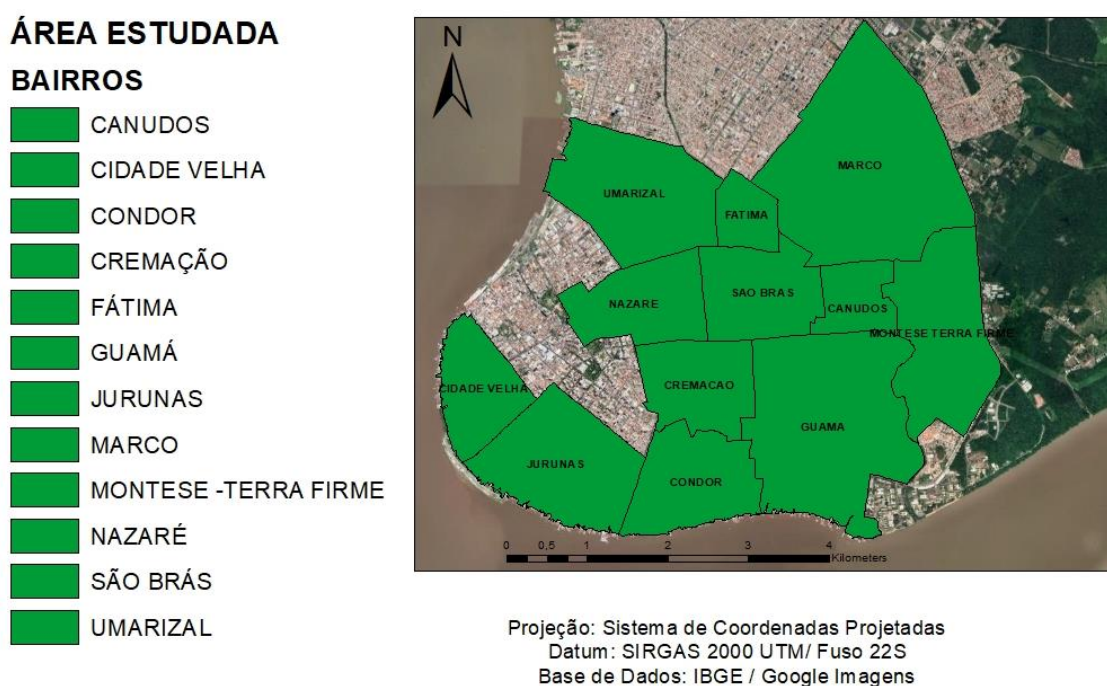 ÁREA ESTUDADA
BAIRROS
CANUDOS
CIDADE VELHA
CONDOR
CREMAÇÃO
FÁTIMA
GUAMÁ
JURUNAS
MARCO
MONTESE -TERRA FIRME
NAZARÉ
SÃO BRÁS
UMARIZAL
N
MARCO
UMARIZAL
FATIMA
SAO BRAS
NAZARE
CANUDOS
MONTESE TERRA FIRME
CREMACAO
CIDADE VELHA
GUAMA
JURUNAS
CONDOR
0 0,5 1 2 3 4
Kilometers
Projeção: Sistema de Coordenadas Projetadas
Datum: SIRGAS 2000 UTM/ Fuso 22S
Base de Dados: IBGE / Google Imagens